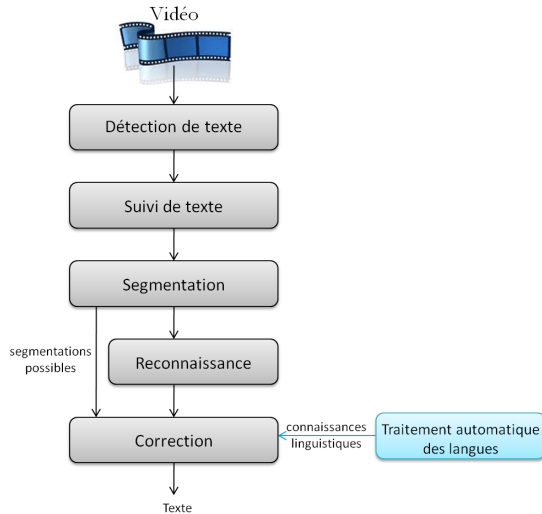 Vidéo
Détection de texte
Suivi de texte
Segmentation
segmentations
possibles
Reconnaissance
Correction
connaissances
linguistiques
Traitement automatique
des langues
Texte